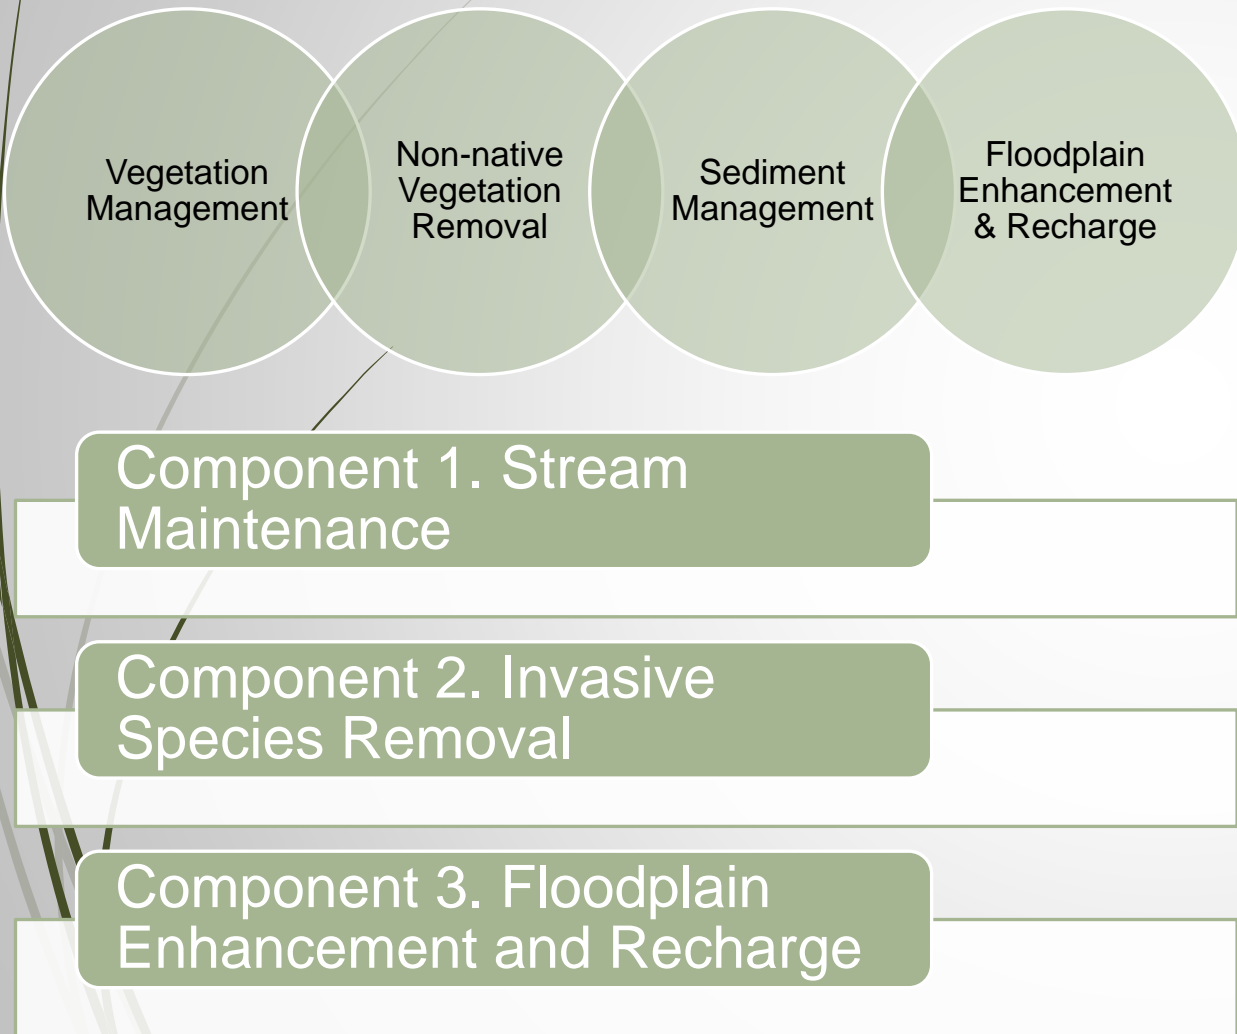 Vegetation
Management
Non-native
Vegetation
Removal
Sediment
Management
Floodplain
Enhancement
& Recharge
Component 1. Stream
Maintenance
Component 2. Invasive
Species Removal
Component 3. Floodplain
Enhancement and Recharge